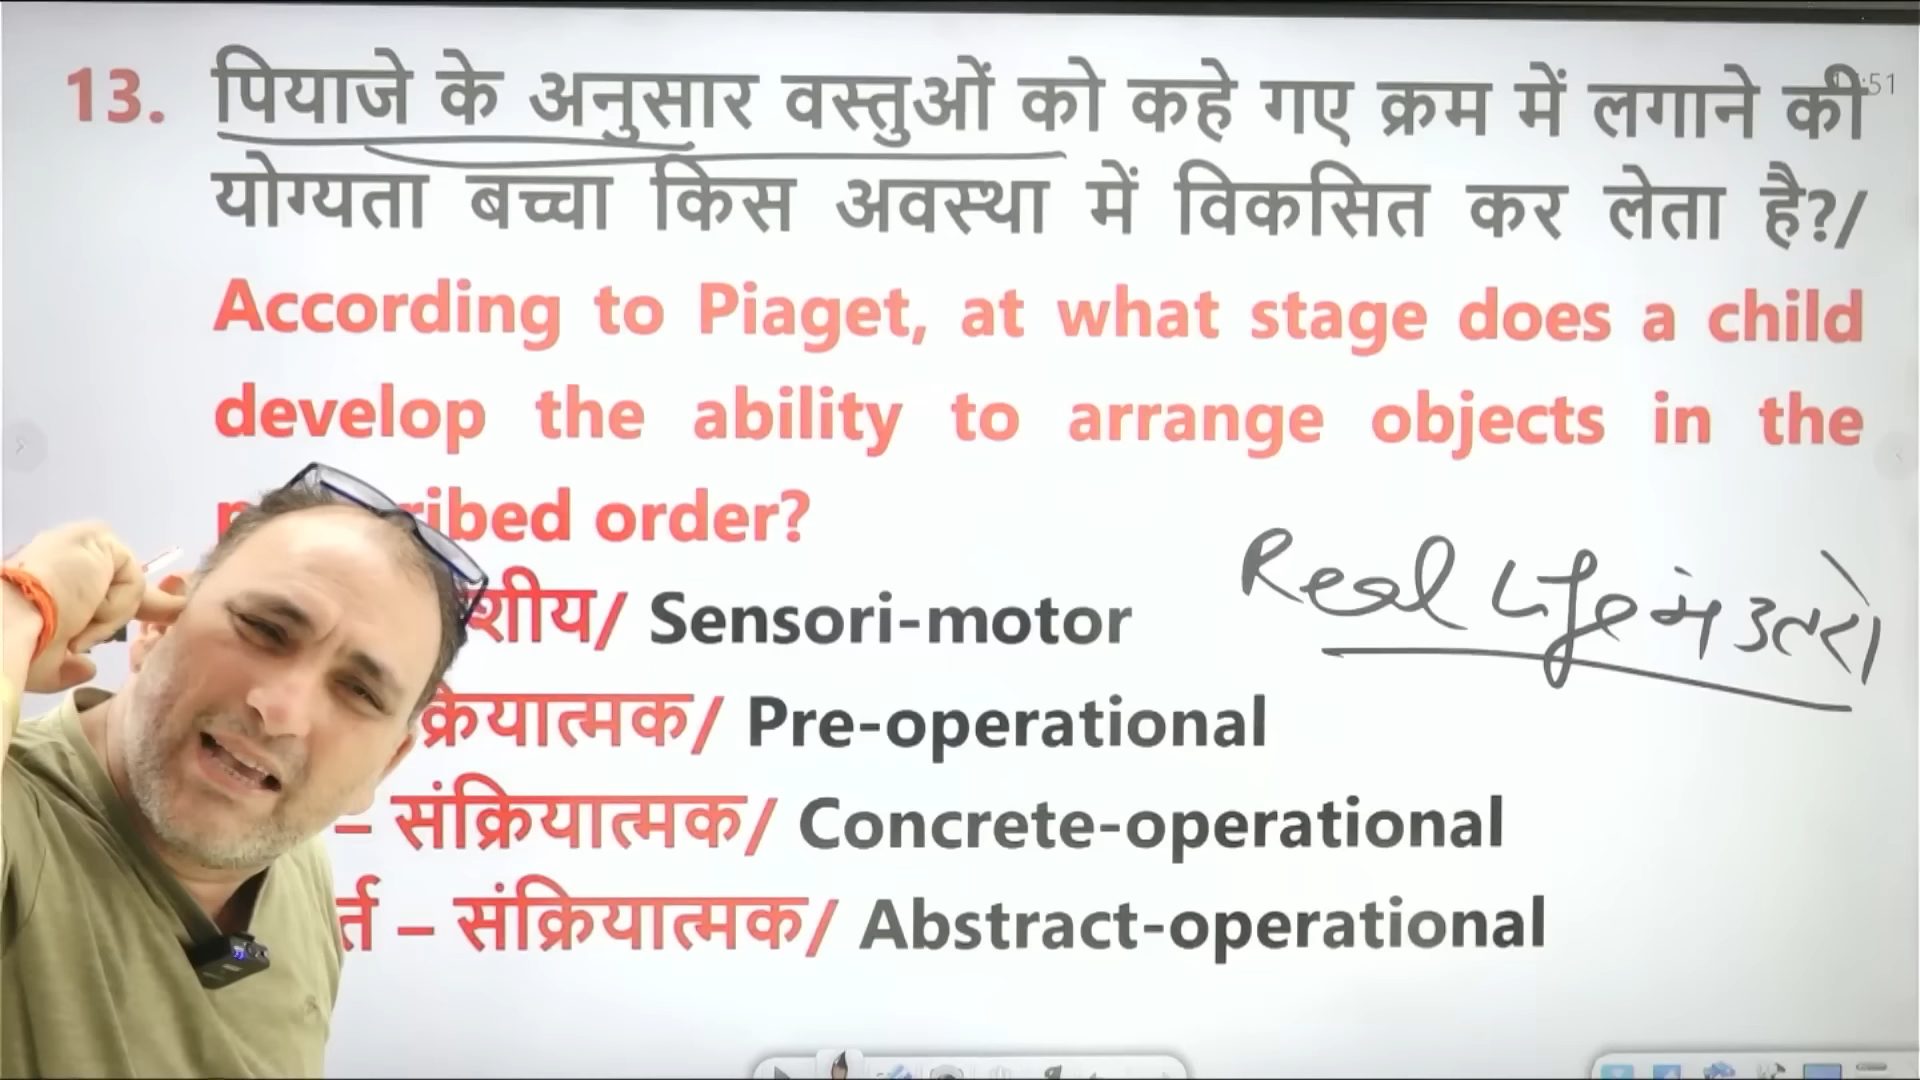 13. पियाजे के अनुसार वस्तुओं को कहे गए क्रम में लगाने की
योग्यता बच्चा किस अवस्था में विकसित कर लेता है?/
According to Piaget, at what stage does a child
develop the ability to arrange objects in the
order?
Sensori-motor
Real Life में उतारो
Pre-operational
– संक्रियात्मक/ Concrete-operational
– संक्रियात्मक/ Abstract-operational